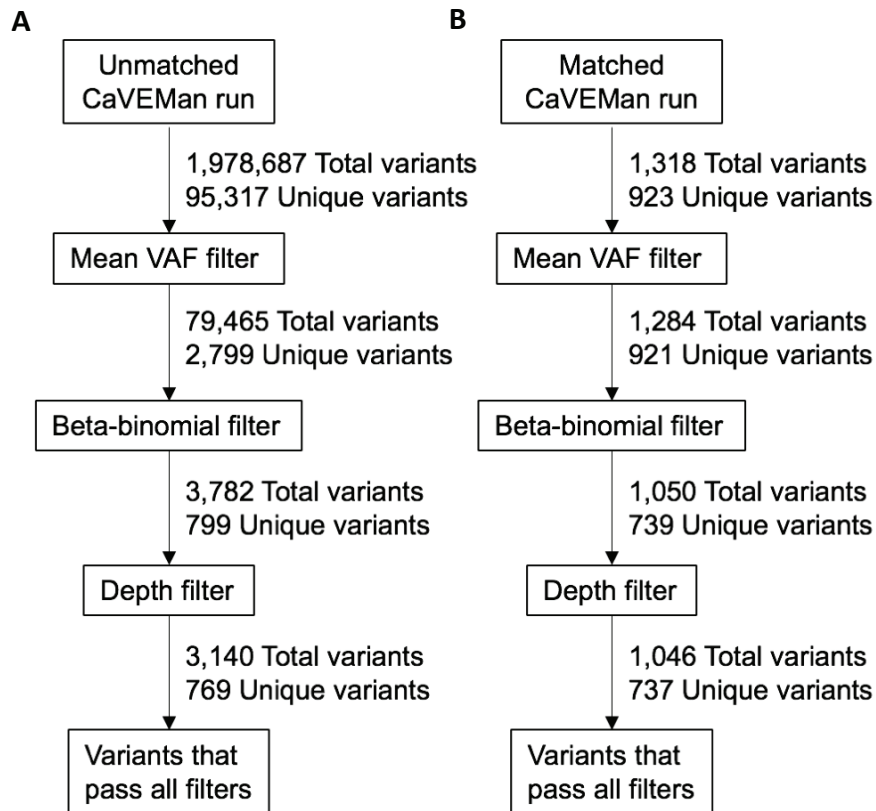 A
Unmatched
CaVEMan run
1,978,687 Total variants
95,317 Unique variants
Mean VAF filter
79,465 Total variants
2,799 Unique variants
Beta-binomial filter
3,782 Total variants
799 Unique variants
Depth filter
3,140 Total variants
769 Unique variants
Variants that
pass all filters
B
Matched
CaVEMan run
1,318 Total variants
923 Unique variants
Mean VAF filter
1,284 Total variants
921 Unique variants
Beta-binomial filter
1,050 Total variants
739 Unique variants
Depth filter
1,046 Total variants
737 Unique variants
Variants that
pass all filters